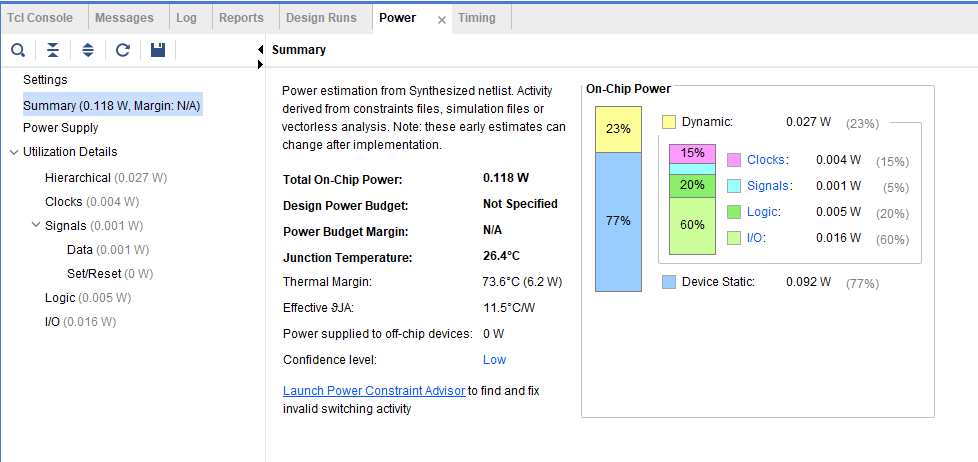 Tcl Console Messages Log Reports Design Runs Power × Timing
Summary
Settings
Summary (0.118 W, Margin: N/A)
Power Supply
Utilization Details
Hierarchical (0.027 W)
Clocks (0.004 W)
Signals (0.001 W)
Data (0.001 W)
Set/Reset (0 W)
Logic (0.005 W)
I/O (0.016 W)
Power estimation from Synthesized netlist. Activity
derived from constraints files, simulation files or
vectorless analysis. Note: these early estimates can
change after implementation.
Total On-Chip Power: 0.118 W
Design Power Budget: Not Specified
Power Budget Margin: N/A
Junction Temperature: 26.4°C
Thermal Margin: 73.6°C (6.2 W)
Effective ϑJA: 11.5°C/W
Power supplied to off-chip devices: 0 W
Confidence level: Low
Launch Power Constraint Advisor to find and fix
invalid switching activity
On-Chip Power
23%
77%
Dynamic: 0.027 W (23%)
15%
20%
60%
Clocks: 0.004 W (15%)
Signals: 0.001 W (5%)
Logic: 0.005 W (20%)
I/O: 0.016 W (60%)
Device Static: 0.092 W (77%)